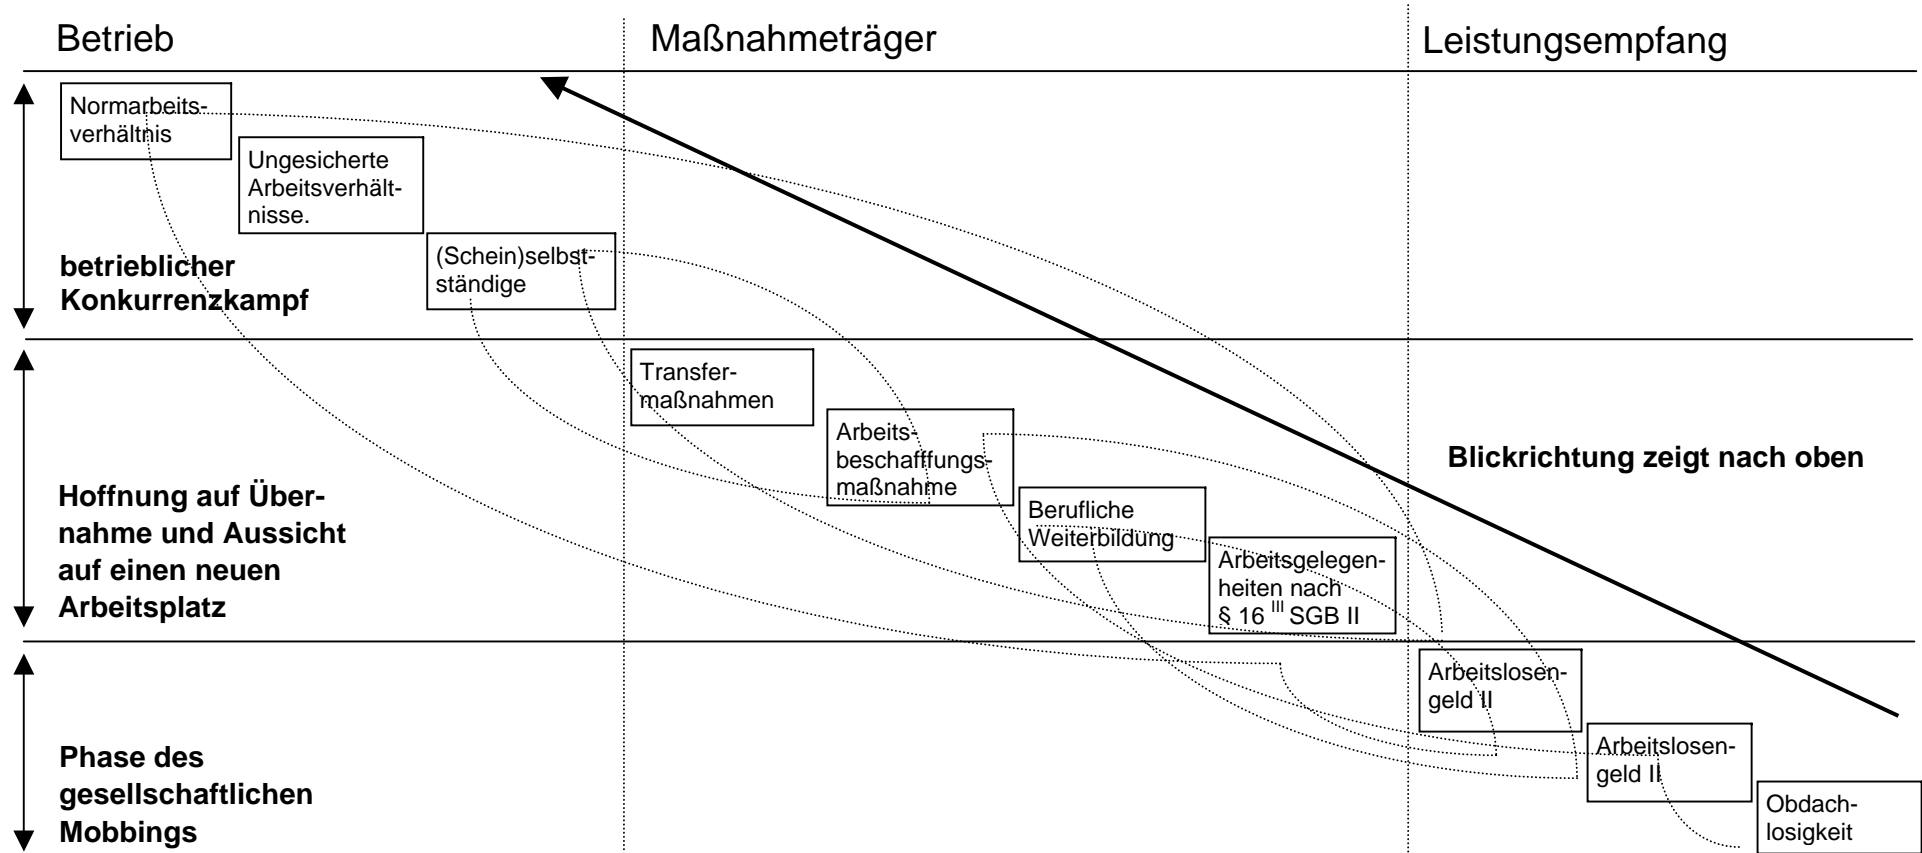 Betrieb
Maßnahmeträger
Leistungsempfang
Normarbeits-
verhältnis
Ungesicherte
Arbeitsverhält-
nisse.
(Schein)selbst-
ständige
betrieblicher
Konkurrenzkampf
Transfer-
maßnahmen
Arbeits-
beschafffungs-
maßnahme
Berufliche
Weiterbildung
Arbeitsgelegen-
heiten nach
§ 16 III SGB II
Blickrichtung zeigt nach oben
Hoffnung auf Über-
nahme und Aussicht
auf einen neuen
Arbeitsplatz
Arbeitslosen-
geld II
Arbeitslosen-
geld II
Obdach-
losigkeit
Phase des
gesellschaftlichen
Mobbings